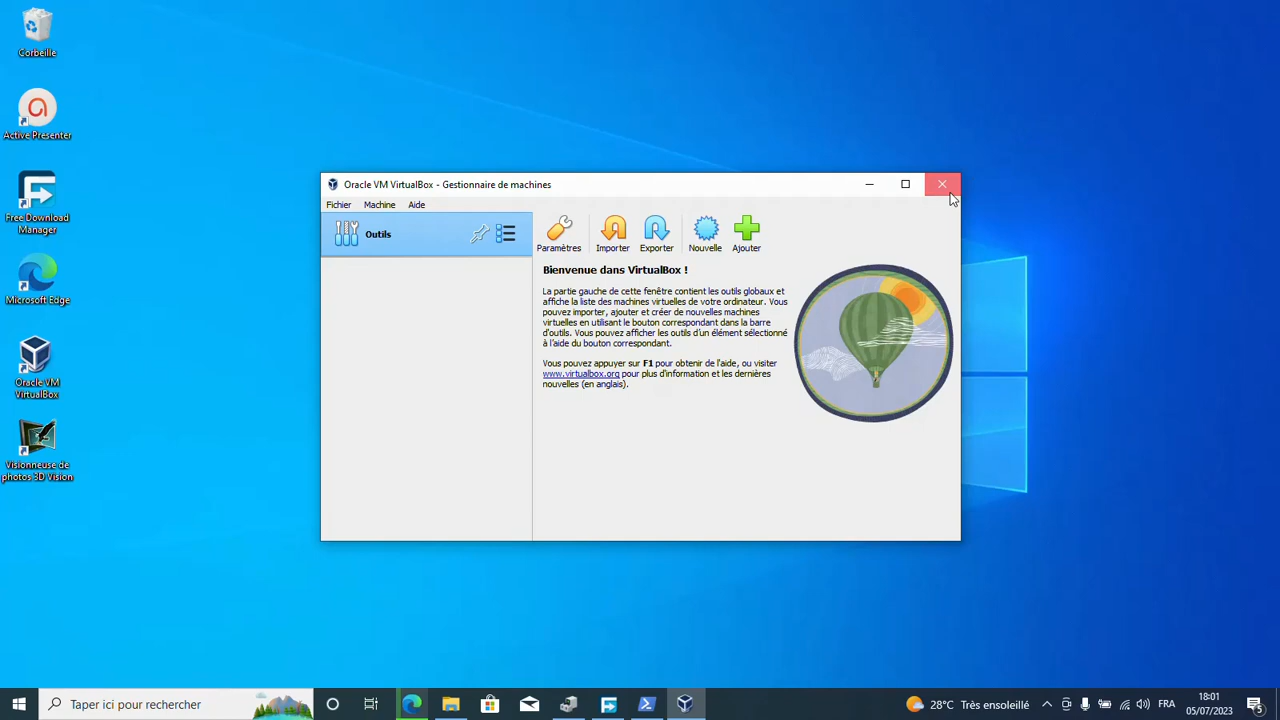 Corbeille
Active Presenter
Free Download
Manager
Microsoft Edge
Oracle VM
VirtualBox
Visionneuse de
photos 3D Vision
Oracle VM VirtualBox - Gestionnaire de machines
Fichier Machine Aide
Outils
Paramètres Importer Exporter Nouvelle Ajouter
Bienvenue dans VirtualBox !
La partie gauche de cette fenêtre contient les outils globaux et
affiche la liste des machines virtuelles de votre ordinateur. Vous
pouvez importer, ajouter et créer de nouvelles machines
virtuelles en utilisant le bouton correspondant dans la barre
d'outils. Vous pouvez afficher les outils d'un élément sélectionné
à l'aide du bouton correspondant.
Vous pouvez appuyer sur F1 pour obtenir de l'aide, ou visiter
www.virtualbox.org pour plus d'information et les dernières
nouvelles (en anglais).
Taper ici pour rechercher
28°C Très ensoleillé
FRA
18:01
05/07/2023
5